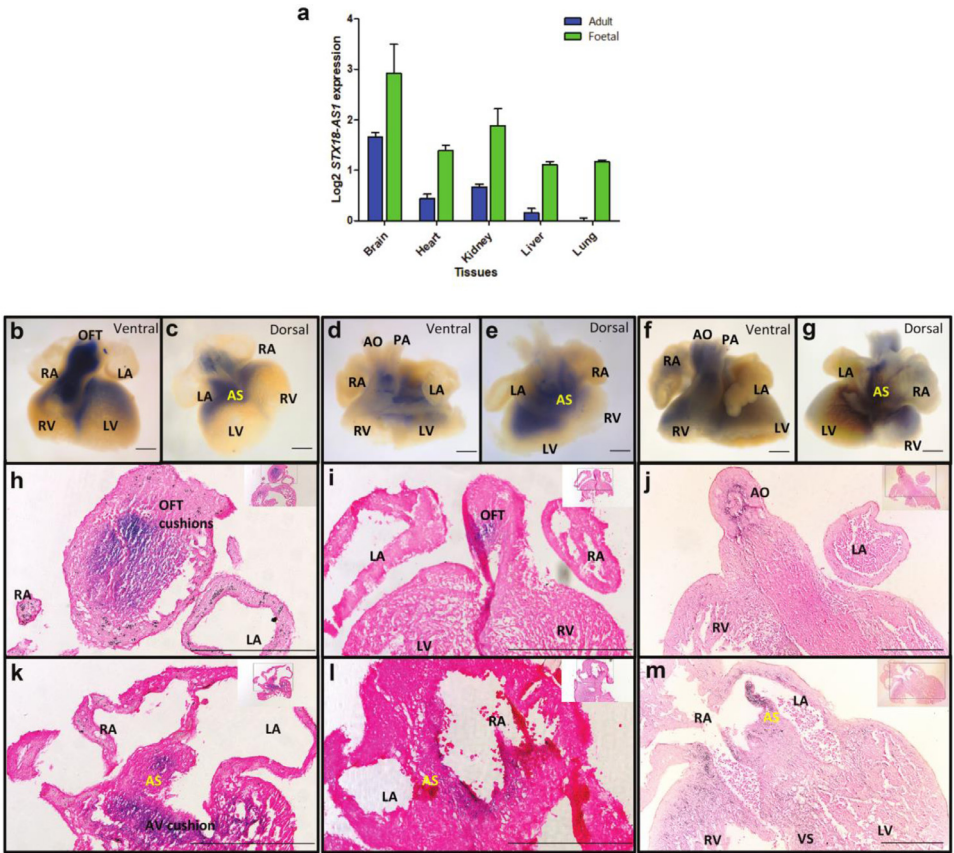 a
Adult
Foetal
Log2 STX18-AS1 expression
4
3
2
1
0
Brain
Heart
Kidney
Liver
Lung
Tissues
b
Ventral
OFT
RA
LA
RV
LV
c
Dorsal
RA
LA
AS
RV
LV
d
Ventral
AO
PA
RA
LA
RV
LV
e
Dorsal
LA
RA
AS
RV
LV
f
Ventral
AO
PA
RA
LA
RV
LV
g
Dorsal
LA
AS
RA
LV
RV
h
OFT
cushions
RA
LA
i
OFT
LA
RA
LV
RV
j
AO
LA
RV
k
RA
LA
AS
AV cushion
l
RA
AS
LA
m
LA
RA
AS
RV
VS
LV